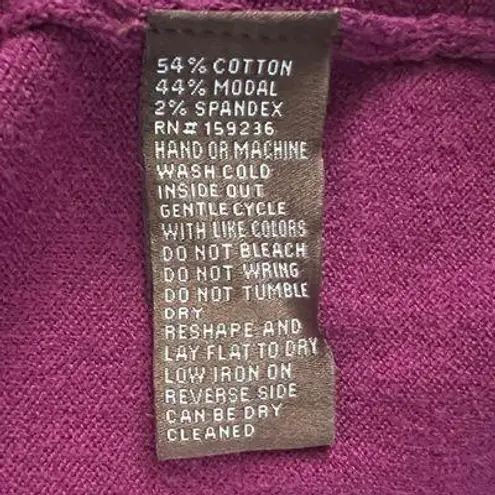 54% COTTON
44% MODAL
2% SPANDEX
RN# 159236
HAND OR MACHINE
WASH COLD
INSIDE OUT
GENTLE CYCLE
WITH LIKE COLORS
DO NOT BLEACH
DO NOT WRING
DO NOT TUMBLE
DRY
RESHAPE AND
LAY FLAT TO DRY
LOW IRON ON
REVERSE SIDE
CAN BE DRY
CLEANED